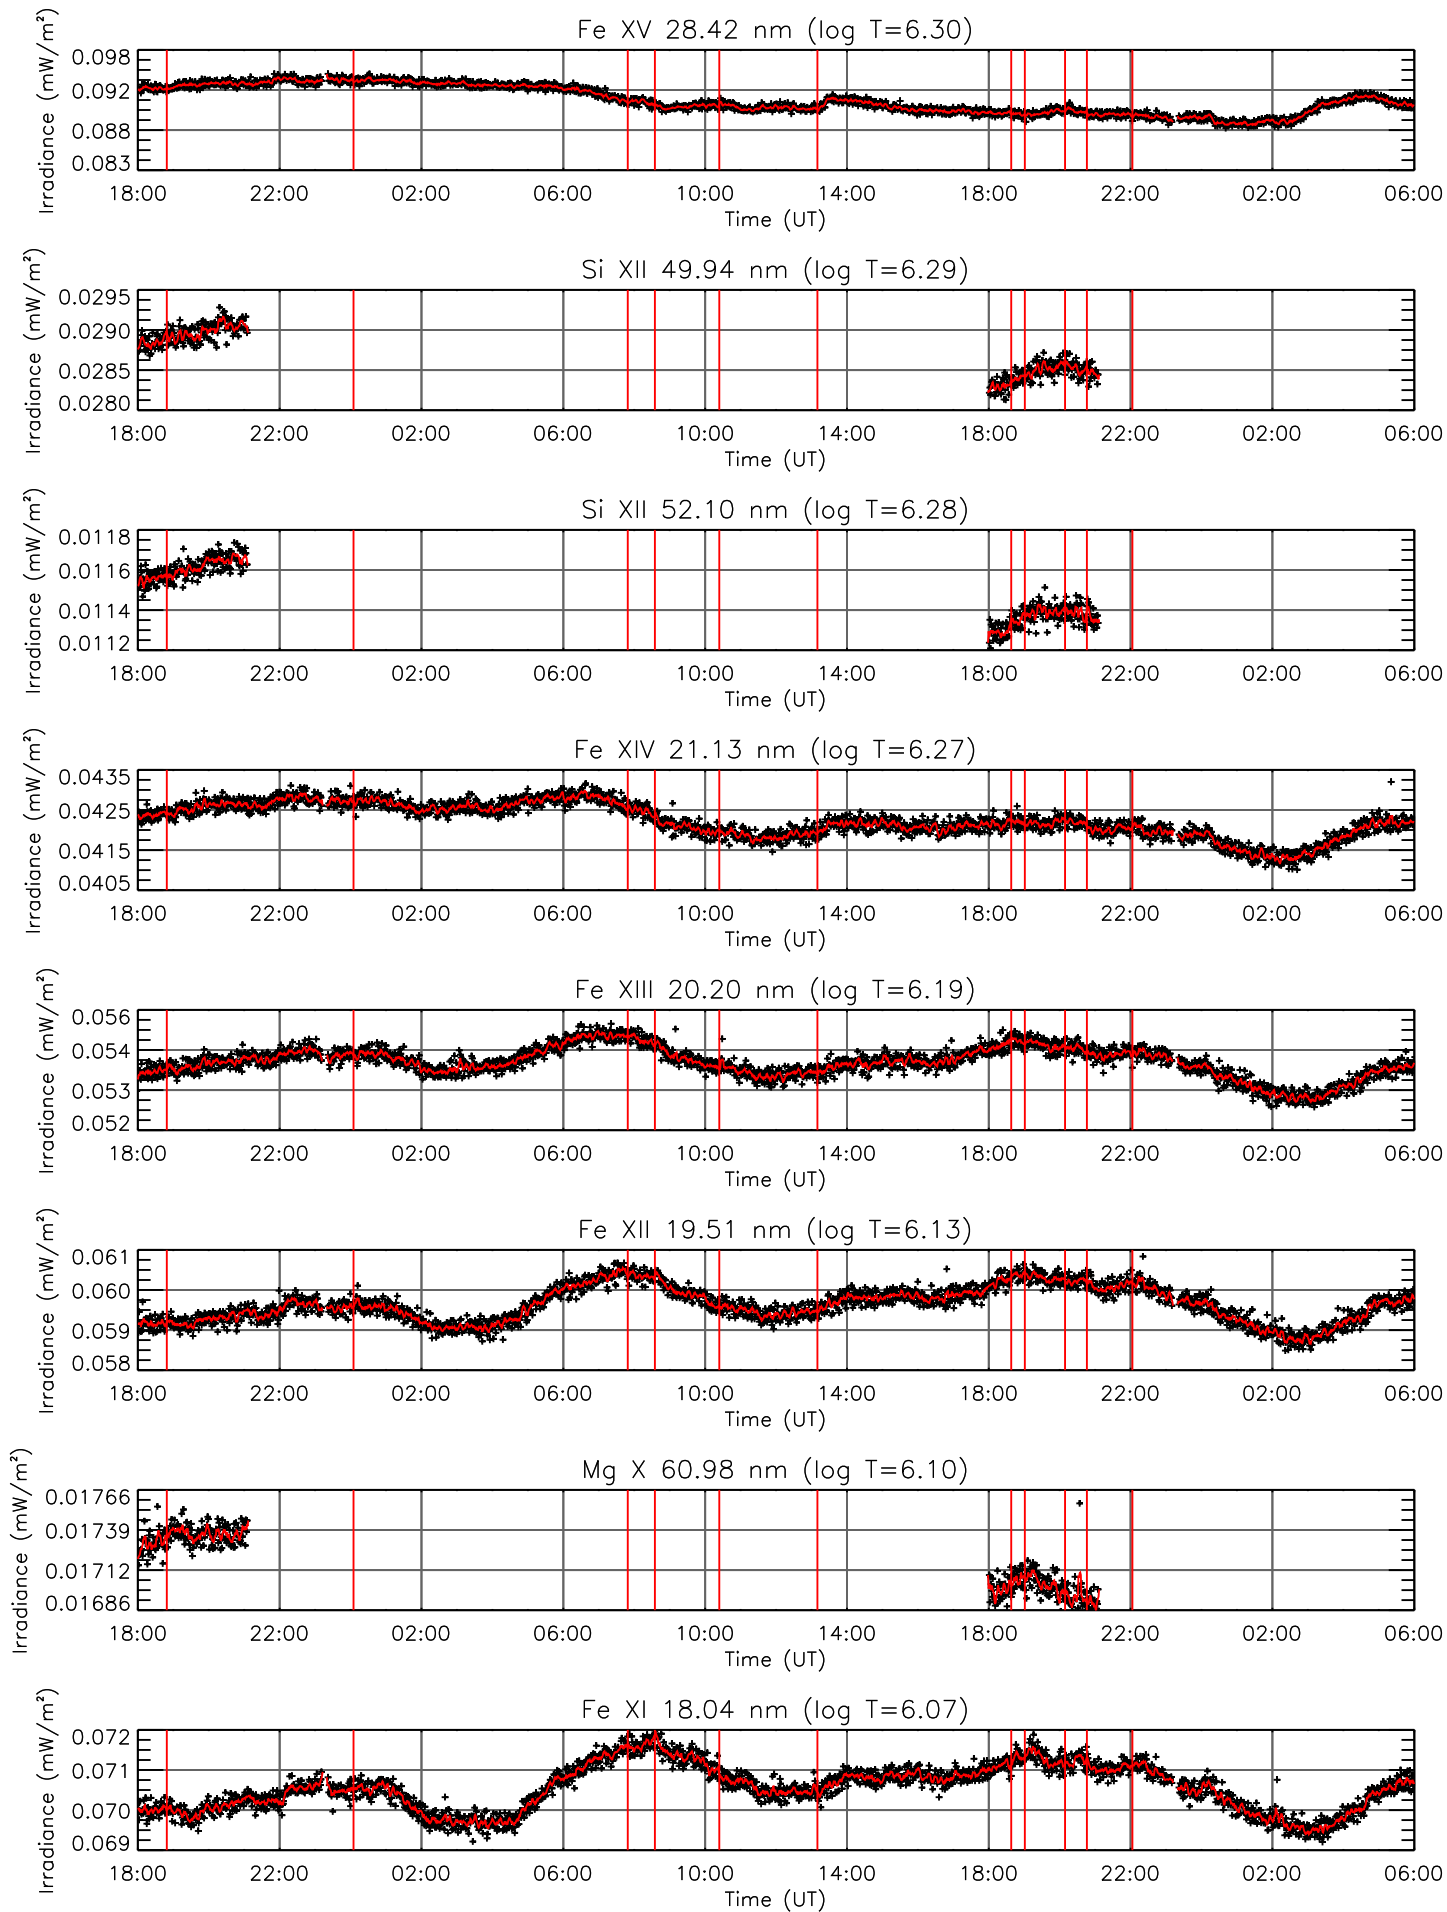 Fe XV 28.42 nm (log T=6.30)
Irradiance (mW/m²)
0.098
0.092
0.088
0.083
18:00 22:00 02:00 06:00 10:00 14:00 18:00 22:00 02:00 06:00
Time (UT)
Si XII 49.94 nm (log T=6.29)
Irradiance (mW/m²)
0.0295
0.0290
0.0285
0.0280
18:00 22:00 02:00 06:00 10:00 14:00 18:00 22:00 02:00 06:00
Time (UT)
Si XII 52.10 nm (log T=6.28)
Irradiance (mW/m²)
0.0118
0.0116
0.0114
0.0112
18:00 22:00 02:00 06:00 10:00 14:00 18:00 22:00 02:00 06:00
Time (UT)
Fe XIV 21.13 nm (log T=6.27)
Irradiance (mW/m²)
0.0435
0.0425
0.0415
0.0405
18:00 22:00 02:00 06:00 10:00 14:00 18:00 22:00 02:00 06:00
Time (UT)
Fe XIII 20.20 nm (log T=6.19)
Irradiance (mW/m²)
0.056
0.054
0.053
0.052
18:00 22:00 02:00 06:00 10:00 14:00 18:00 22:00 02:00 06:00
Time (UT)
Fe XII 19.51 nm (log T=6.13)
Irradiance (mW/m²)
0.061
0.060
0.059
0.058
18:00 22:00 02:00 06:00 10:00 14:00 18:00 22:00 02:00 06:00
Time (UT)
Mg X 60.98 nm (log T=6.10)
Irradiance (mW/m²)
0.01766
0.01739
0.01712
0.01686
18:00 22:00 02:00 06:00 10:00 14:00 18:00 22:00 02:00 06:00
Time (UT)
Fe XI 18.04 nm (log T=6.07)
Irradiance (mW/m²)
0.072
0.071
0.070
0.069
18:00 22:00 02:00 06:00 10:00 14:00 18:00 22:00 02:00 06:00
Time (UT)